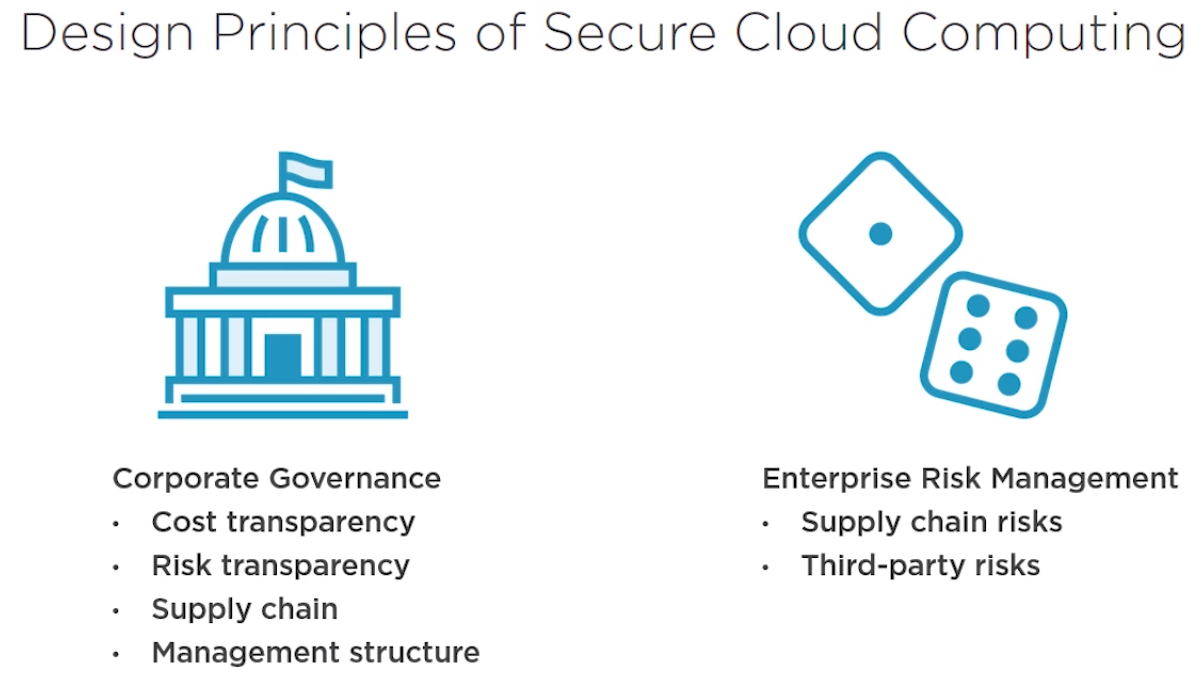 Design Principles of Secure Cloud Computing
Corporate Governance
• Cost transparency
• Risk transparency
• Supply chain
• Management structure
Enterprise Risk Management
• Supply chain risks
• Third-party risks